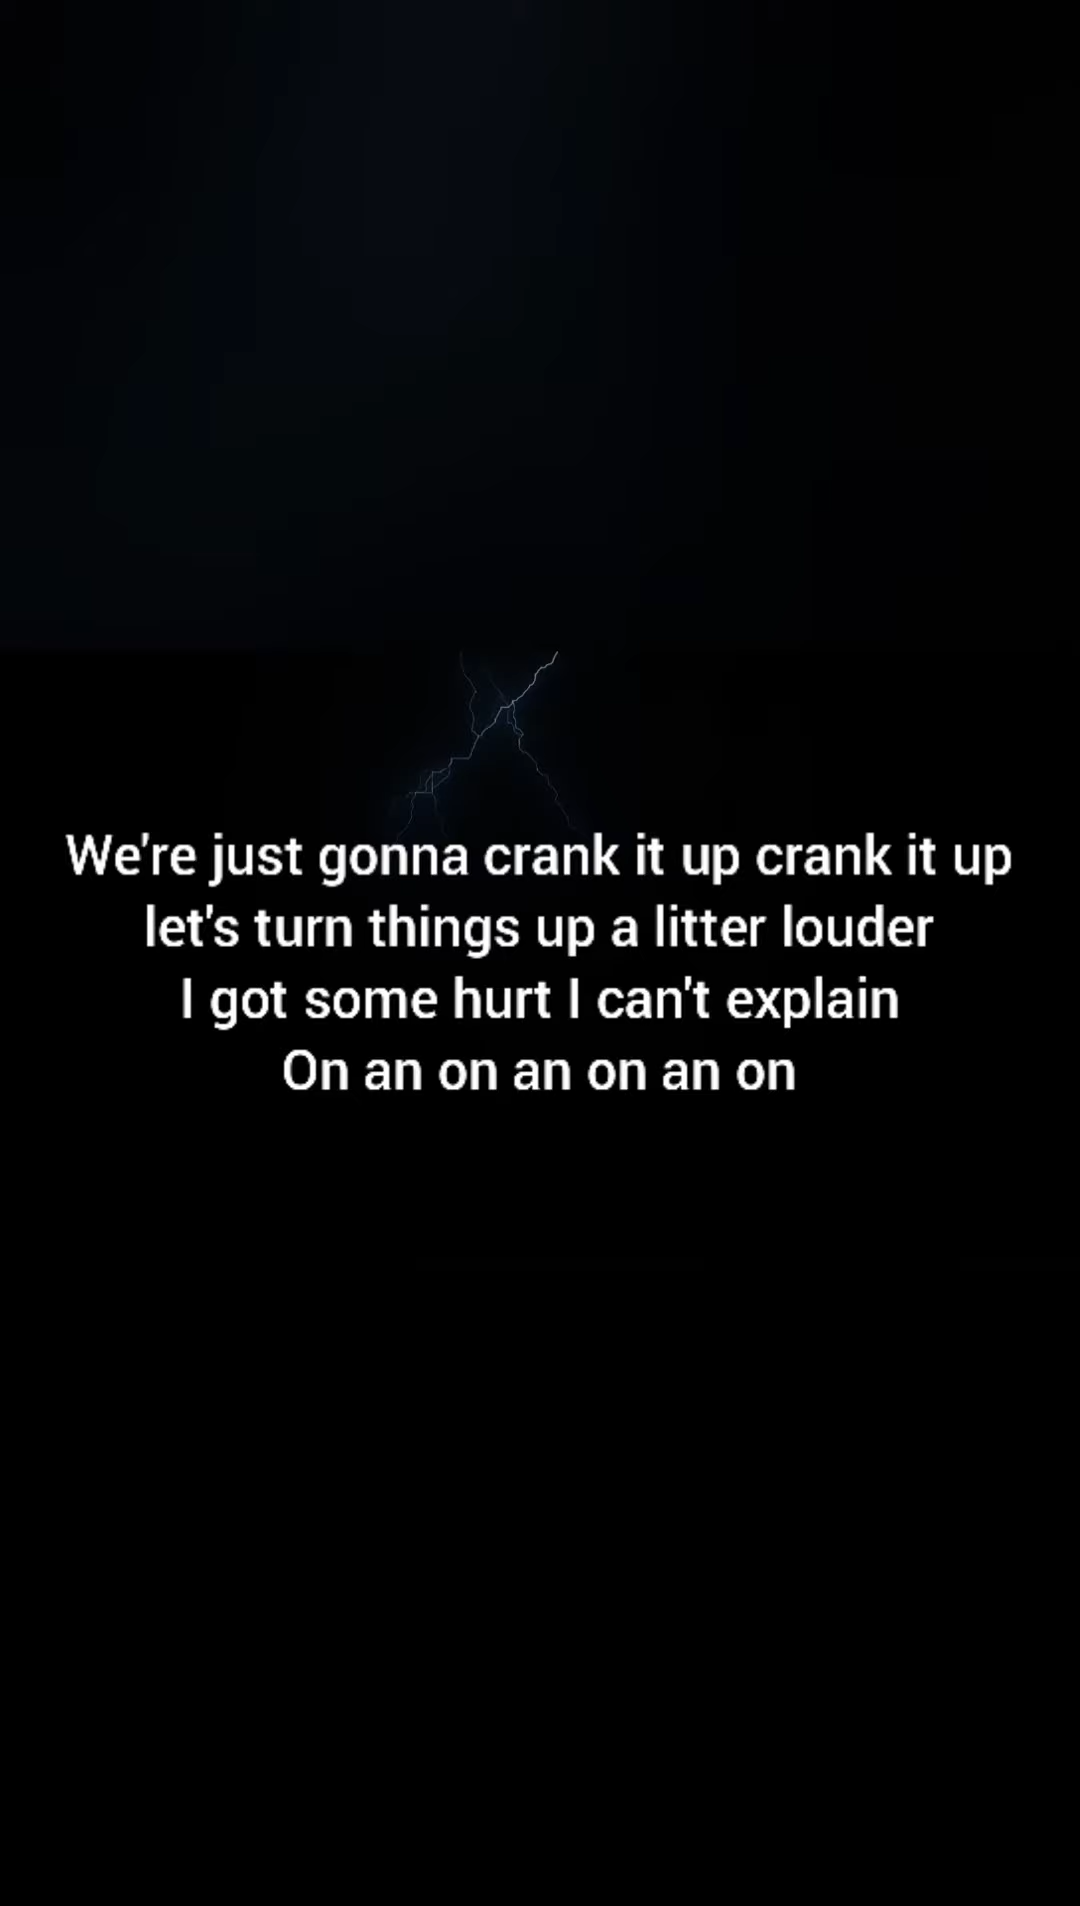 We're just gonna crank it up crank it up
let's turn things up a litter louder
I got some hurt I can't explain
On an on an on an on